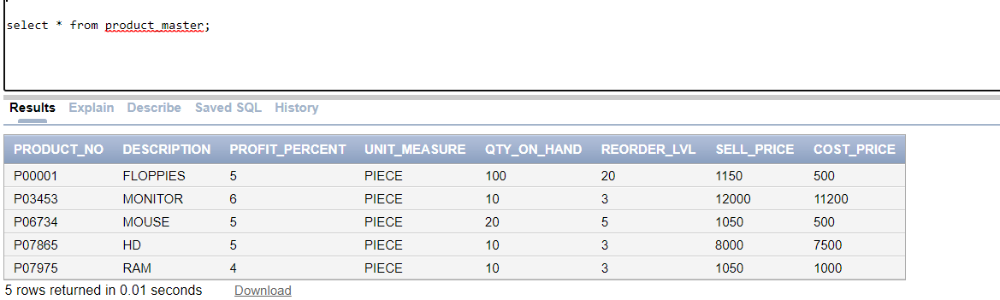 select * from product_master;
Results Explain Describe Saved SQL History
PRODUCT_NO DESCRIPTION PROFIT_PERCENT UNIT_MEASURE QTY_ON_HAND REORDER_LVL SELL_PRICE COST_PRICE
P00001 FLOPPIES 5 PIECE 100 20 1150 500
P03453 MONITOR 6 PIECE 10 3 12000 11200
P06734 MOUSE 5 PIECE 20 5 1050 500
P07865 HD 5 PIECE 10 3 8000 7500
P07975 RAM 4 PIECE 10 3 1050 1000
5 rows returned in 0.01 seconds Download